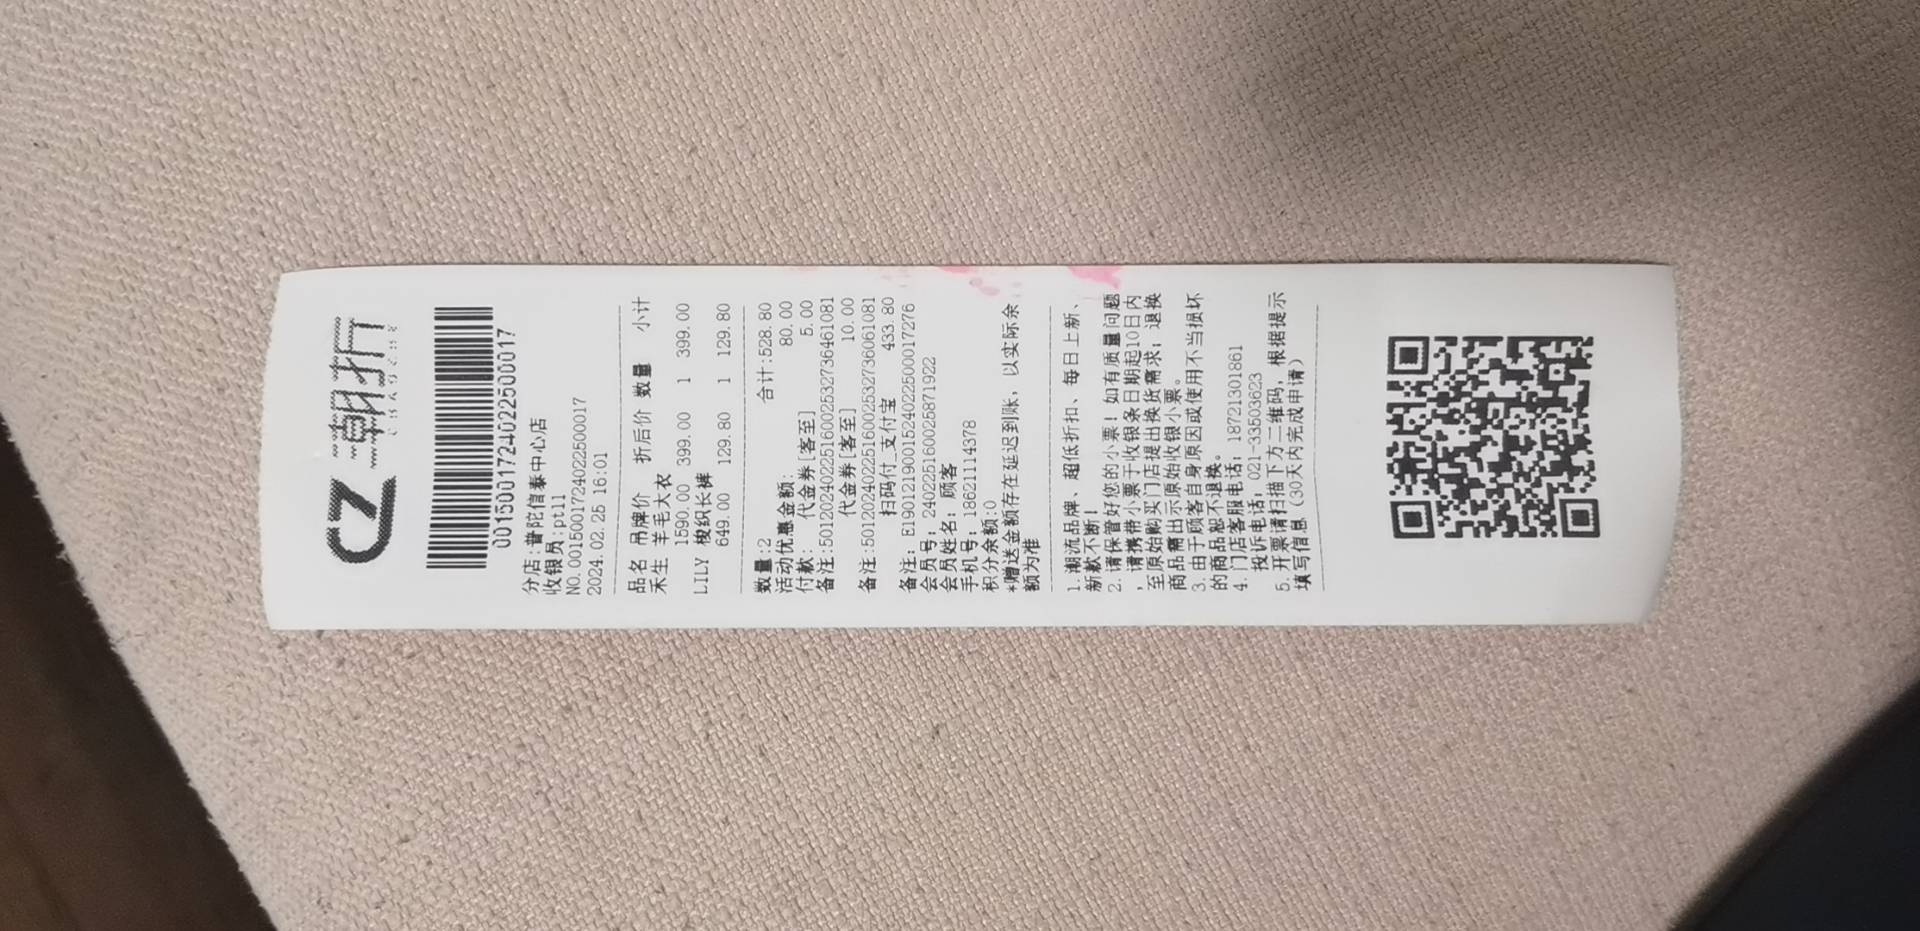 CZ 潮折
00150017240225000017
分店:普陀信泰中心店
收银员:pt11
NO.00150017240225000017
2024.02.25 16:01
品名 吊牌价 折后价 数量 小计
禾生 羊毛大衣
1590.00 399.00 1 399.00
LILY 梭织长裤
649.00 129.80 1 129.80
数量:2 合计:528.80
活动优惠金额: 80.00
付款: 代金券[客至] 5.00
备注:5012024022516002532736461081
代金券[客至] 10.00
备注:5012024022516002532736061081
扫码付_支付宝 433.80
备注: E19012190015240225000017276
会员号: 24022516002587l922
会员姓名: 顾客
手机号:18621114378
积分余额:0
*赠送金额存在延迟到账, 以实际余
额为准
1. 潮流品牌、超低折扣、每日上新、
新款不断!
2. 请保管好您的小票! 如有质量问题
, 请携带小票于收银条日期起10日内
至原始购买门店提出换货需求; 退换
商品需出示原始收银小票。
3. 由于顾客自身原因或使用不当损坏
的商品恕不退换。
4. 门店客服电话: 18721301861
投诉电话: 021-33503623
5. 开票请扫描下方二维码, 根据提示
填写信息 (30天内完成申请)